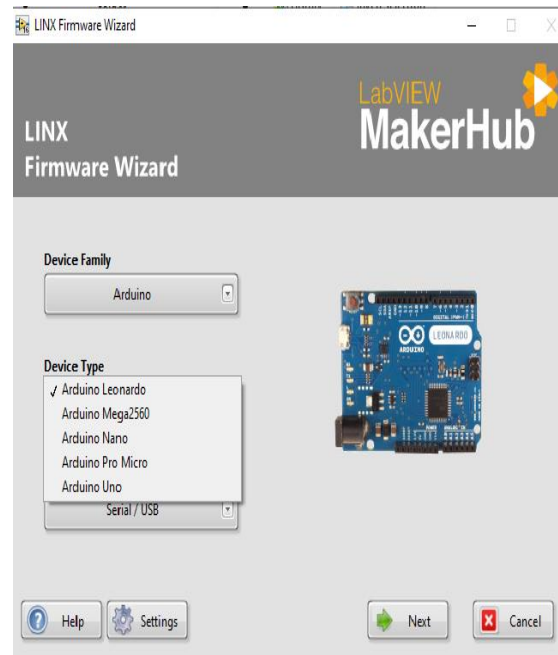 LINX Firmware Wizard
LabVIEW
MakerHub
LINX
Firmware Wizard
Device Family
Arduino
Device Type
✓ Arduino Leonardo
Arduino Mega2560
Arduino Nano
Arduino Pro Micro
Arduino Uno
Serial / USB
LEONARDO
ARDUINO
Help
Settings
Next
Cancel